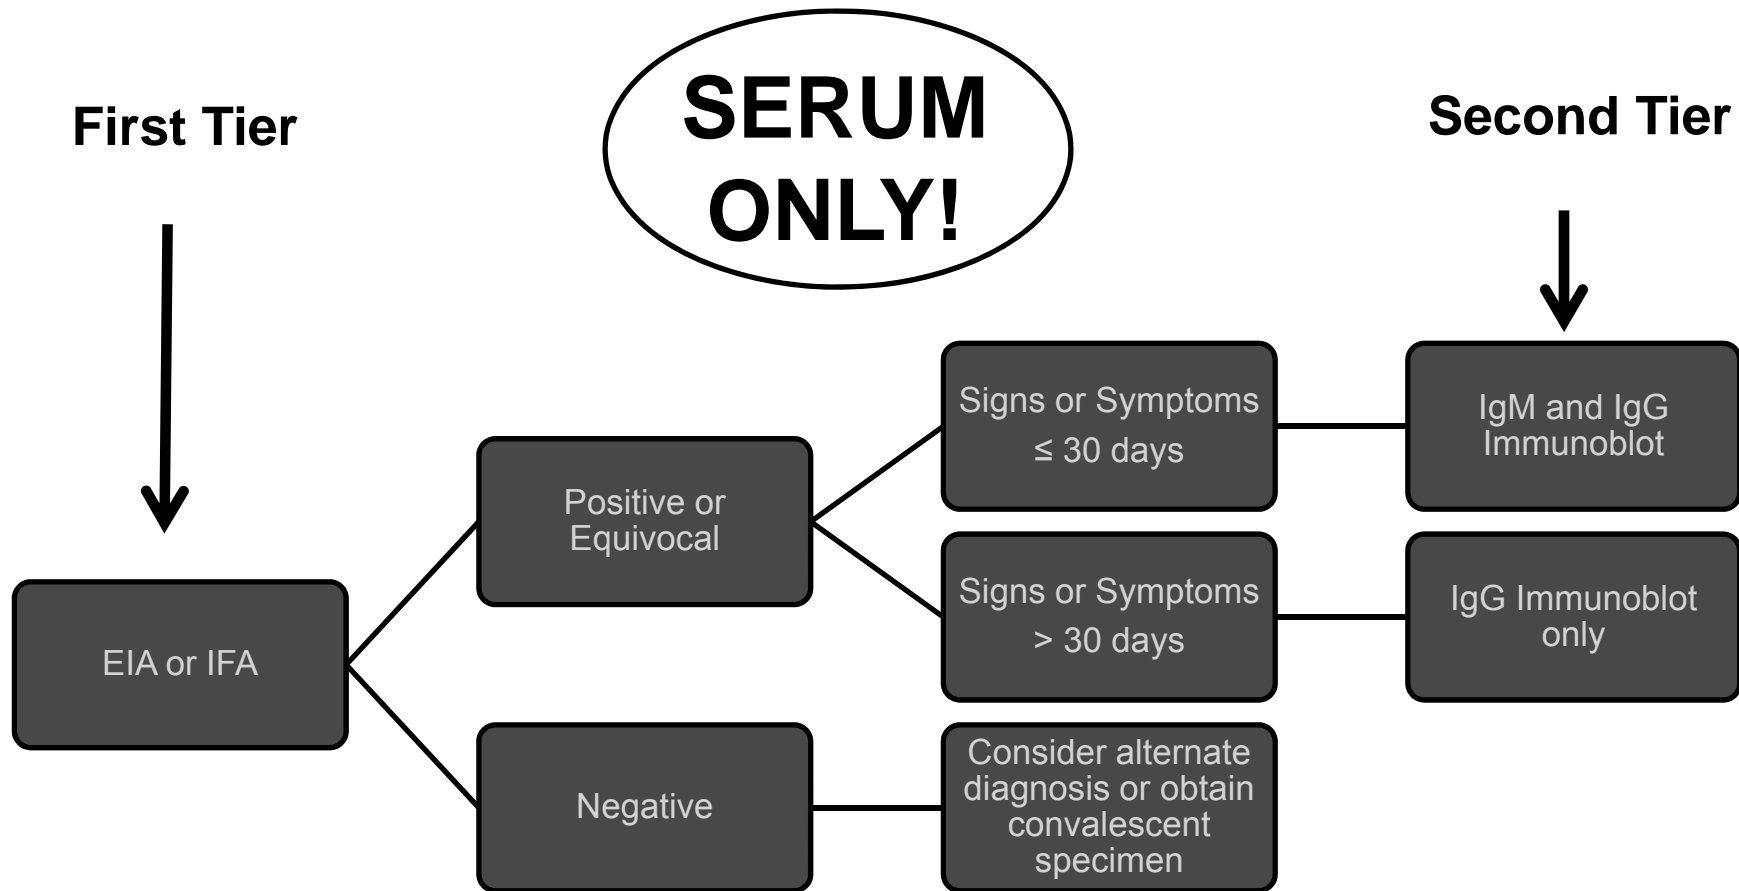 First Tier
SERUM
ONLY!
Second Tier
EIA or IFA
Positive or
Equivocal
Negative
Signs or Symptoms
≤ 30 days
Signs or Symptoms
> 30 days
Consider alternate
diagnosis or obtain
convalescent
specimen
IgM and IgG
Immunoblot
IgG Immunoblot
only